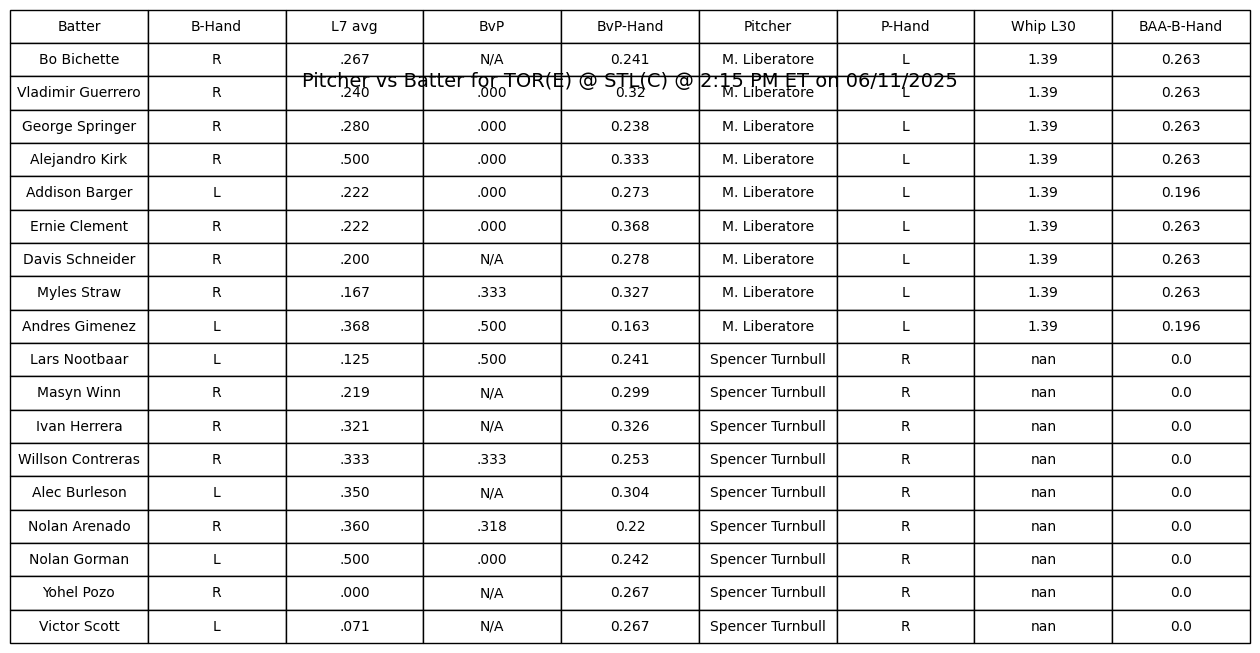 Batter B-Hand L7 avg BvP BvP-Hand Pitcher P-Hand Whip L30 BAA-B-Hand
Bo Bichette R .267 N/A 0.241 M. Liberatore L 1.39 0.263
Pitcher vs Batter for TOR(E) @ STL(C) @ 2:15 PM ET on 06/11/2025
Vladimir Guerrero R .240 .000 0.32 M. Liberatore L 1.39 0.263
George Springer R .280 .000 0.238 M. Liberatore L 1.39 0.263
Alejandro Kirk R .500 .000 0.333 M. Liberatore L 1.39 0.263
Addison Barger L .222 .000 0.273 M. Liberatore L 1.39 0.196
Ernie Clement R .222 .000 0.368 M. Liberatore L 1.39 0.263
Davis Schneider R .200 N/A 0.278 M. Liberatore L 1.39 0.263
Myles Straw R .167 .333 0.327 M. Liberatore L 1.39 0.263
Andres Gimenez L .368 .500 0.163 M. Liberatore L 1.39 0.196
Lars Nootbaar L .125 .500 0.241 Spencer Turnbull R nan 0.0
Masyn Winn R .219 N/A 0.299 Spencer Turnbull R nan 0.0
Ivan Herrera R .321 N/A 0.326 Spencer Turnbull R nan 0.0
Willson Contreras R .333 .333 0.253 Spencer Turnbull R nan 0.0
Alec Burleson L .350 N/A 0.304 Spencer Turnbull R nan 0.0
Nolan Arenado R .360 .318 0.22 Spencer Turnbull R nan 0.0
Nolan Gorman L .500 .000 0.242 Spencer Turnbull R nan 0.0
Yohel Pozo R .000 N/A 0.267 Spencer Turnbull R nan 0.0
Victor Scott L .071 N/A 0.267 Spencer Turnbull R nan 0.0